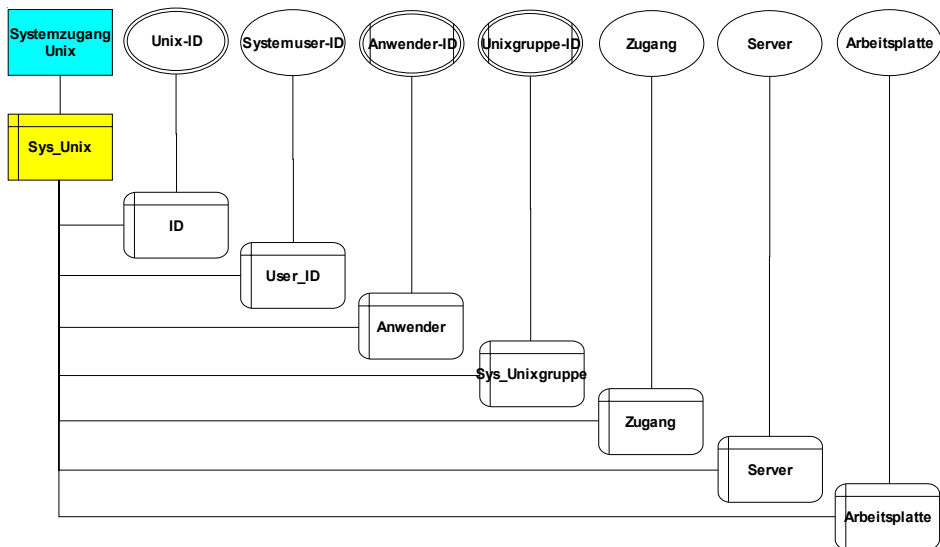 Systemzugang
Unix
Unix-ID
Systemuser-ID
Anwender-ID
Unixgruppe-ID
Zugang
Server
Arbeitsplatte
Sys_Unix
ID
User_ID
Anwender
Sys_Unixgruppe
Zugang
Server
Arbeitsplatte